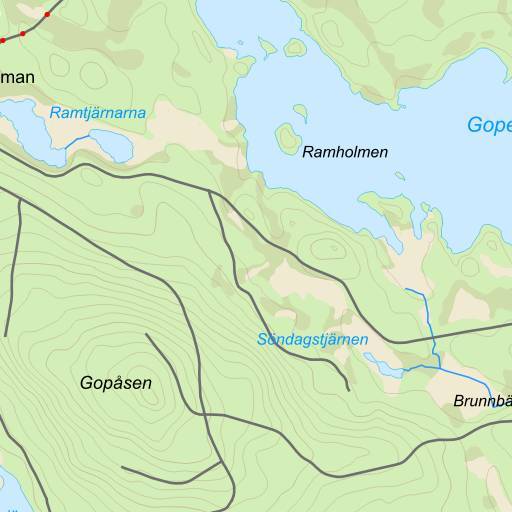 man
Ramtjärnarna
Gope
Ramholmen
Söndagstjärnen
Gopåsen
Brunnbä